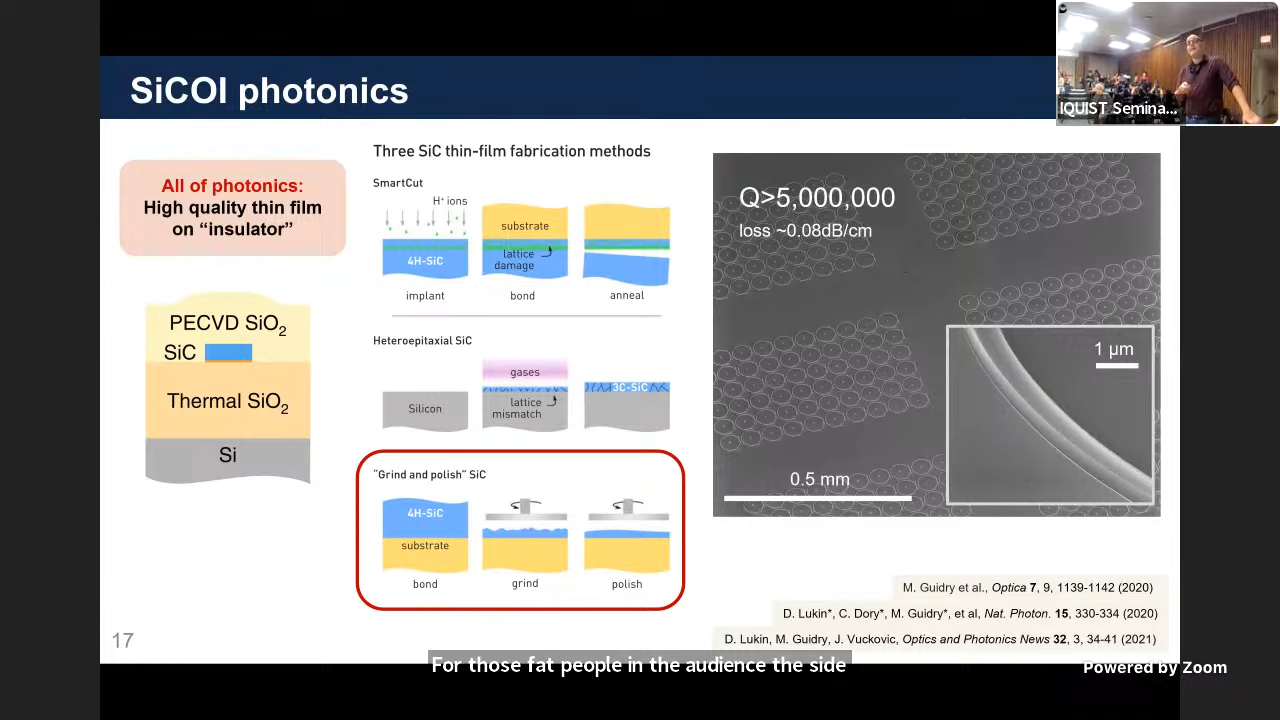 SiCOI photonics
IQUIST Semina...
All of photonics:
High quality thin film
on “insulator”
PECVD SiO2
SiC
Thermal SiO2
Si
Three SiC thin-film fabrication methods
SmartCut
H+ ions
4H-SiC
implant
substrate
lattice
damage
bond
anneal
Heteroepitaxial SiC
Silicon
gases
lattice
mismatch
3C-SiC
"Grind and polish" SiC
4H-SiC
substrate
bond
grind
polish
Q>5,000,000
loss ~0.08dB/cm
1 μm
0.5 mm
M. Guidry et al., Optica 7, 9, 1139-1142 (2020)
D. Lukin*, C. Dory*, M. Guidry*, et al, Nat. Photon. 15, 330-334 (2020)
D. Lukin, M. Guidry, J. Vuckovic, Optics and Photonics News 32, 3, 34-41 (2021)
17
For those fat people in the audience the side
Powered by Zoom